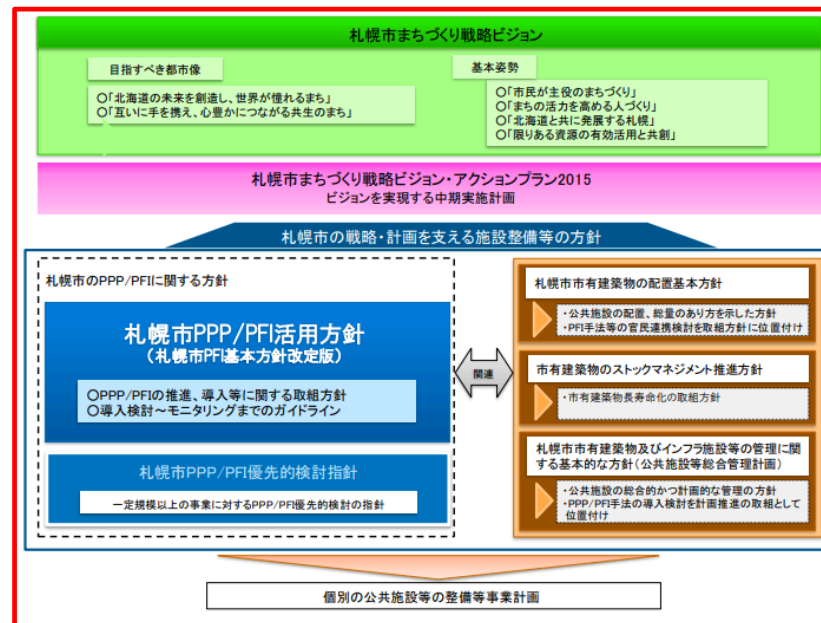 札幌市まちづくり戦略ビジョン
目指すべき都市像
○「北海道の未来を創造し、世界が憧れるまち」
○「互いに手を携え、心豊かにつながる共生のまち」
基本姿勢
○「市民が主役のまちづくり」
○「まちの活力を高める人づくり」
○「北海道と共に発展する札幌」
○「限りある資源の有効活用と共創」
札幌市まちづくり戦略ビジョン・アクションプラン2015
ビジョンを実現する中期実施計画
札幌市の戦略・計画を支える施設整備等の方針
札幌市のPPP/PFIに関する方針
札幌市PPP/PFI活用方針
（札幌市PFI基本方針改定版）
○PPP/PFIの推進、導入等に関する取組方針
○導入検討～モニタリングまでのガイドライン
札幌市PPP/PFI優先的検討指針
一定規模以上の事業に対するPPP/PFI優先的検討の指針
関連
札幌市市有建築物の配置基本方針
・公共施設の配置、総量のあり方を示した方針
・PFI手法等の官民連携検討を取組方針に位置付け
市有建築物のストックマネジメント推進方針
・市有建築物長寿命化の取組方針
札幌市市有建築物及びインフラ施設等の管理に関
する基本的な方針（公共施設等総合管理計画）
・公共施設の総合的かつ計画的な管理の方針
・PPP/PFI手法の導入検討を計画推進の取組として
位置付け
個別の公共施設等の整備等事業計画